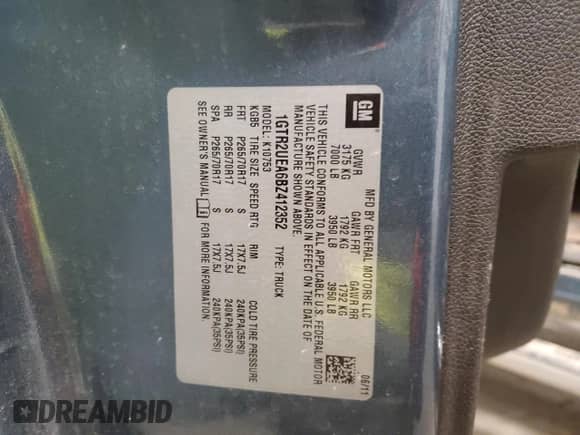 GM
MFD BY GENERAL MOTORS LLC
06/11
GVWR GAWR FRT GAWR RR
3175 KG 1792 KG 1792 KG
7000 LB 3950 LB 3950 LB
THIS VEHICLE CONFORMS TO ALL APPLICABLE U.S. FEDERAL MOTOR
VEHICLE SAFETY STANDARDS IN EFFECT ON THE DATE OF
MANUFACTURE SHOWN ABOVE.
1GTR2UEA6BZ412352 TYPE: TRUCK
MODEL: K10753
KGB5 TIRE SIZE SPEED RTG RIM COLD TIRE PRESSURE
FRT P265/70R17 S 17X7.5J 240KPA(35PSI)
RR P265/70R17 S 17X7.5J 240KPA(35PSI)
SPA P265/70R17 S 17X7.5J 240KPA(35PSI)
SEE OWNER'S MANUAL FOR MORE INFORMATION.
DREAMBID